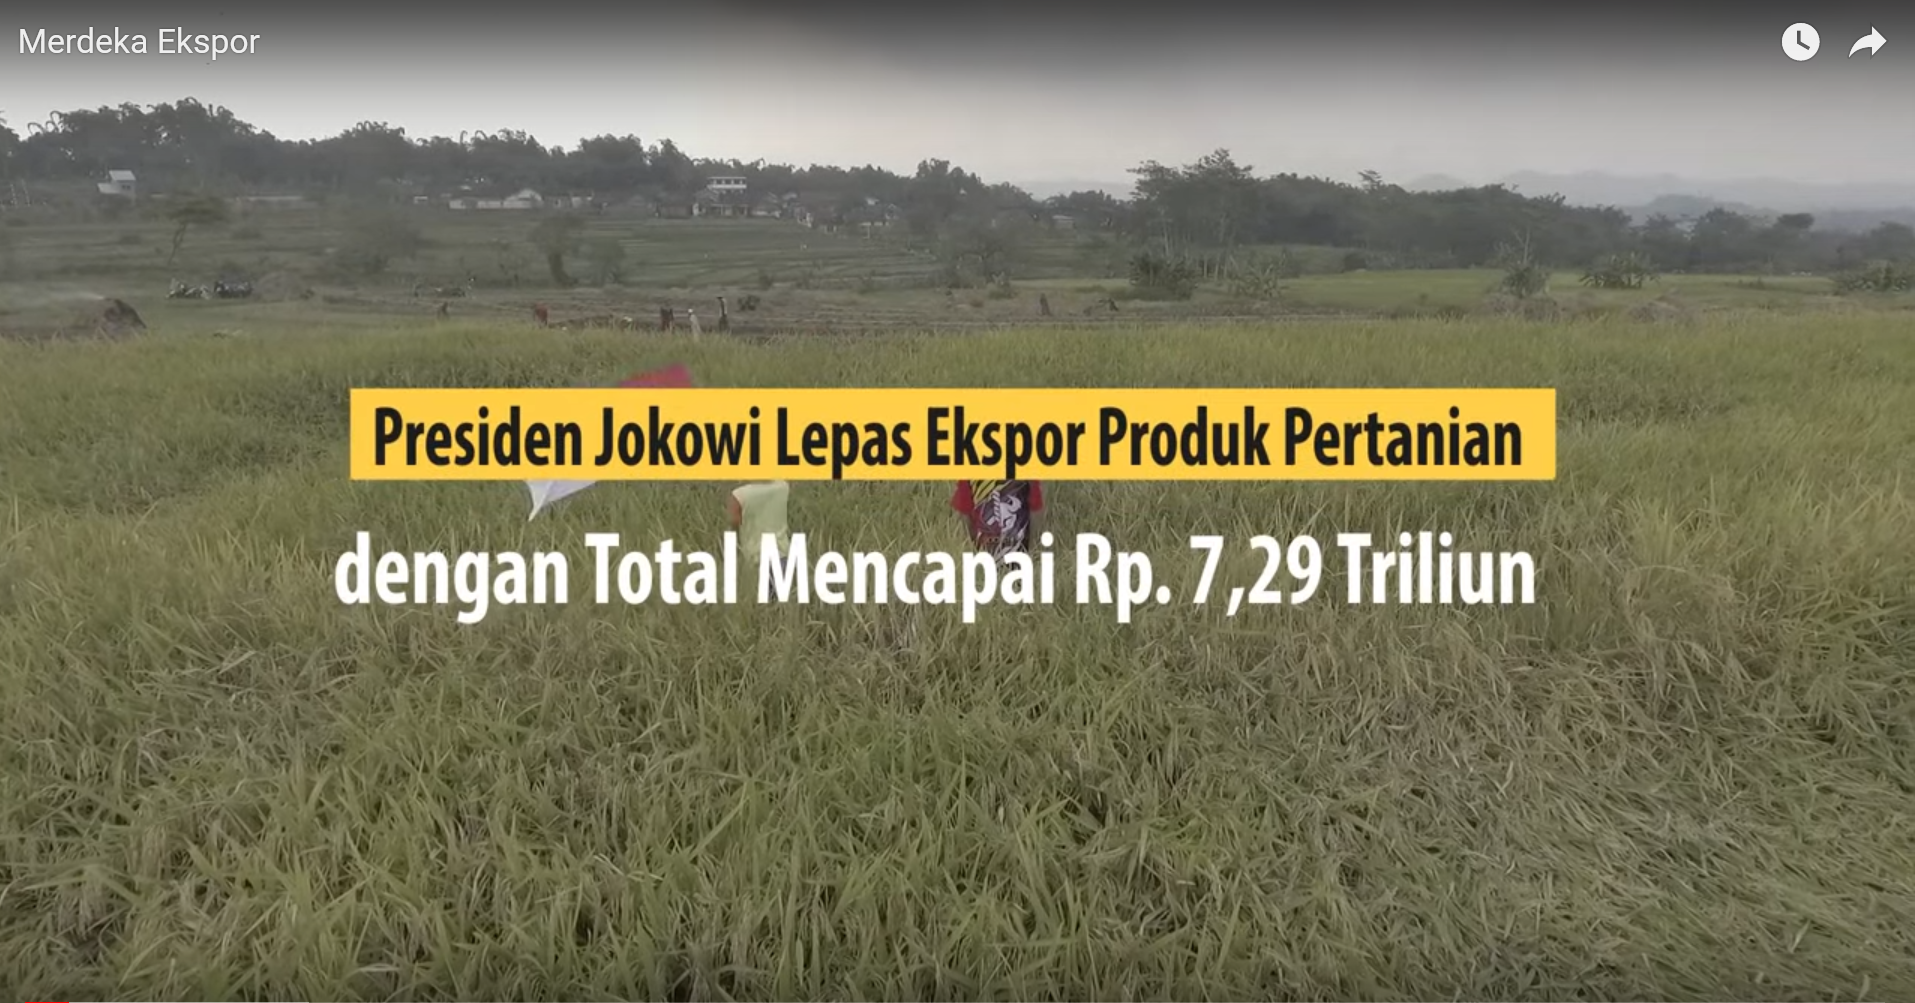 Merdeka Ekspor
Presiden Jokowi Lepas Ekspor Produk Pertanian
dengan Total Mencapai Rp. 7,29 Triliun